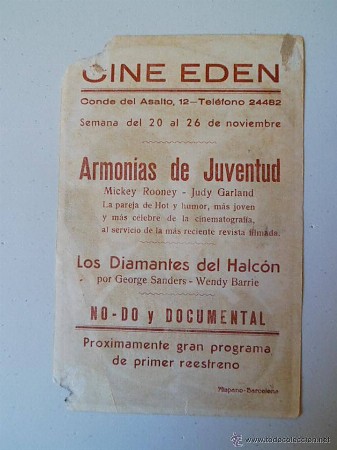 CINE EDEN
Conde del Asalto, 12-Teléfono 24482
Semana del 20 al 26 de noviembre
Armonias de Juventud
Mickey Rooney - Judy Garland
La pareja de Hot y humor, más joven
y más celebre de la cinematografía,
al servicio de la más reciente revista filmada.
Los Diamantes del Halcón
por George Sanders - Wendy Barrie
NO-DO y DOCUMENTAL
Proximamente gran programa
de primer reestreno
Hispano-Barcelona
© www.todocoleccion.net